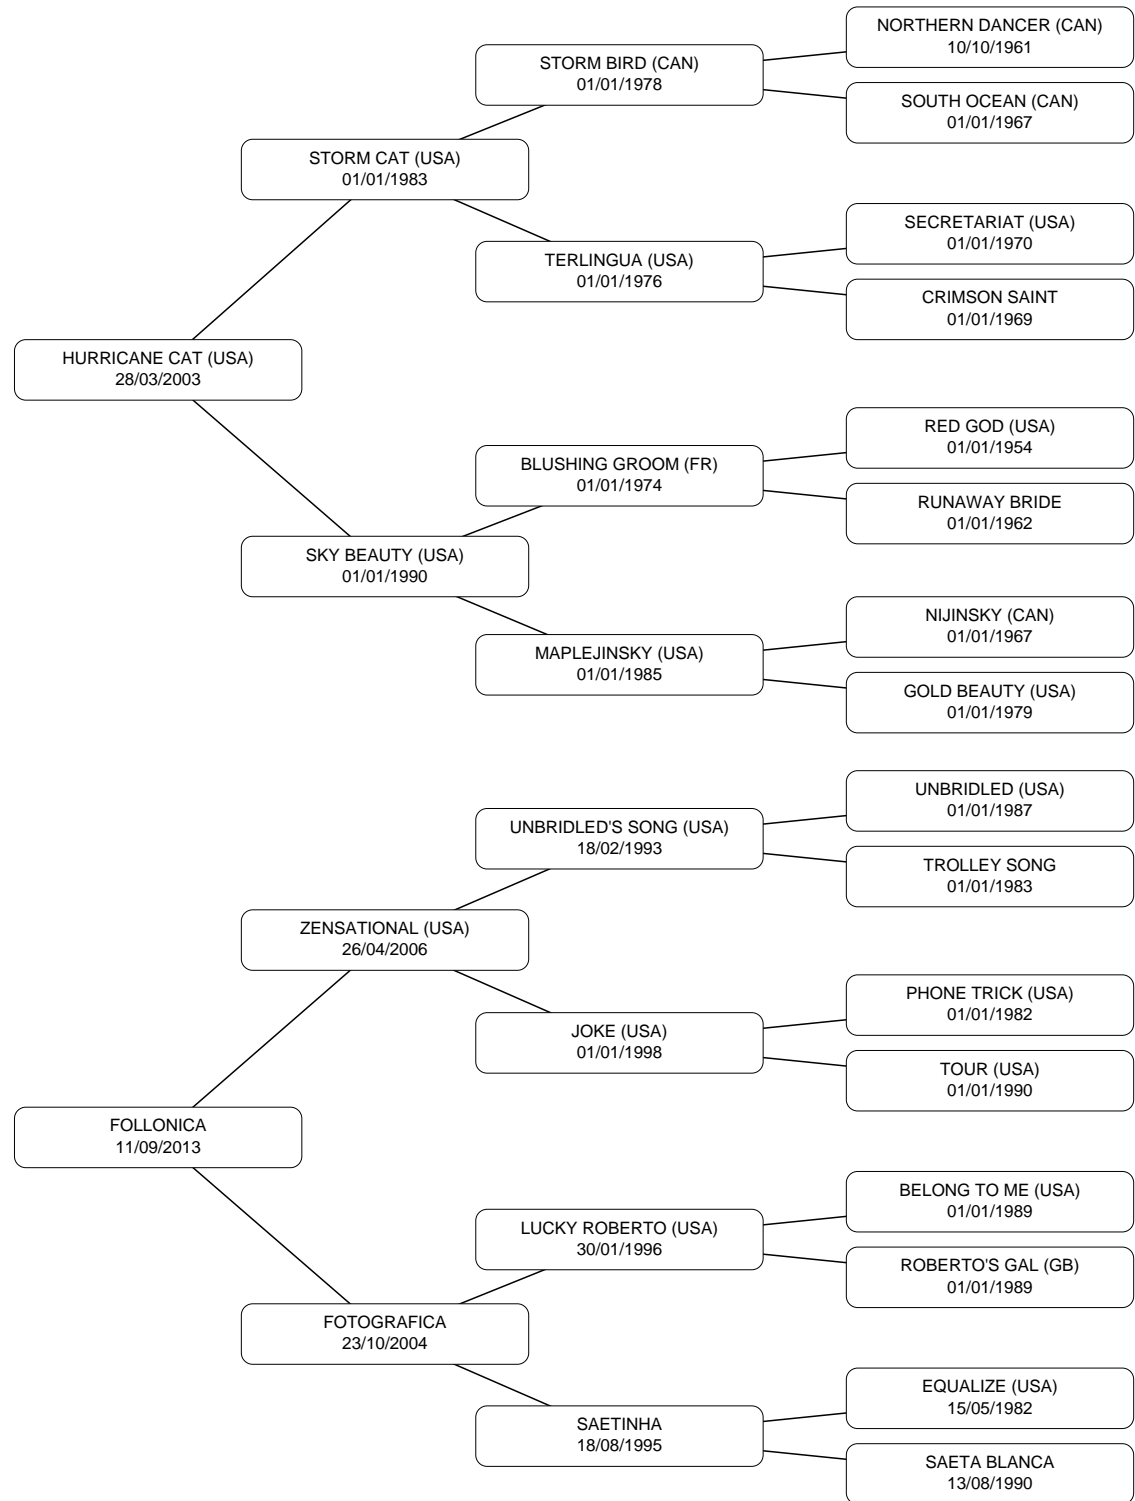 NORTHERN DANCER (CAN)
10/10/1961
STORM BIRD (CAN)
01/01/1978
SOUTH OCEAN (CAN)
01/01/1967
STORM CAT (USA)
01/01/1983
SECRETARIAT (USA)
01/01/1970
TERLINGUA (USA)
01/01/1976
CRIMSON SAINT
01/01/1969
HURRICANE CAT (USA)
28/03/2003
RED GOD (USA)
01/01/1954
BLUSHING GROOM (FR)
01/01/1974
RUNAWAY BRIDE
01/01/1962
SKY BEAUTY (USA)
01/01/1990
NIJINSKY (CAN)
01/01/1967
MAPLEJINSKY (USA)
01/01/1985
GOLD BEAUTY (USA)
01/01/1979
UNBRIDLED (USA)
01/01/1987
UNBRIDLED'S SONG (USA)
18/02/1993
TROLLEY SONG
01/01/1983
ZENSATIONAL (USA)
26/04/2006
PHONE TRICK (USA)
01/01/1982
JOKE (USA)
01/01/1998
TOUR (USA)
01/01/1990
FOLLONICA
11/09/2013
BELONG TO ME (USA)
01/01/1989
LUCKY ROBERTO (USA)
30/01/1996
ROBERTO'S GAL (GB)
01/01/1989
FOTOGRAFICA
23/10/2004
EQUALIZE (USA)
15/05/1982
SAETINHA
18/08/1995
SAETA BLANCA
13/08/1990